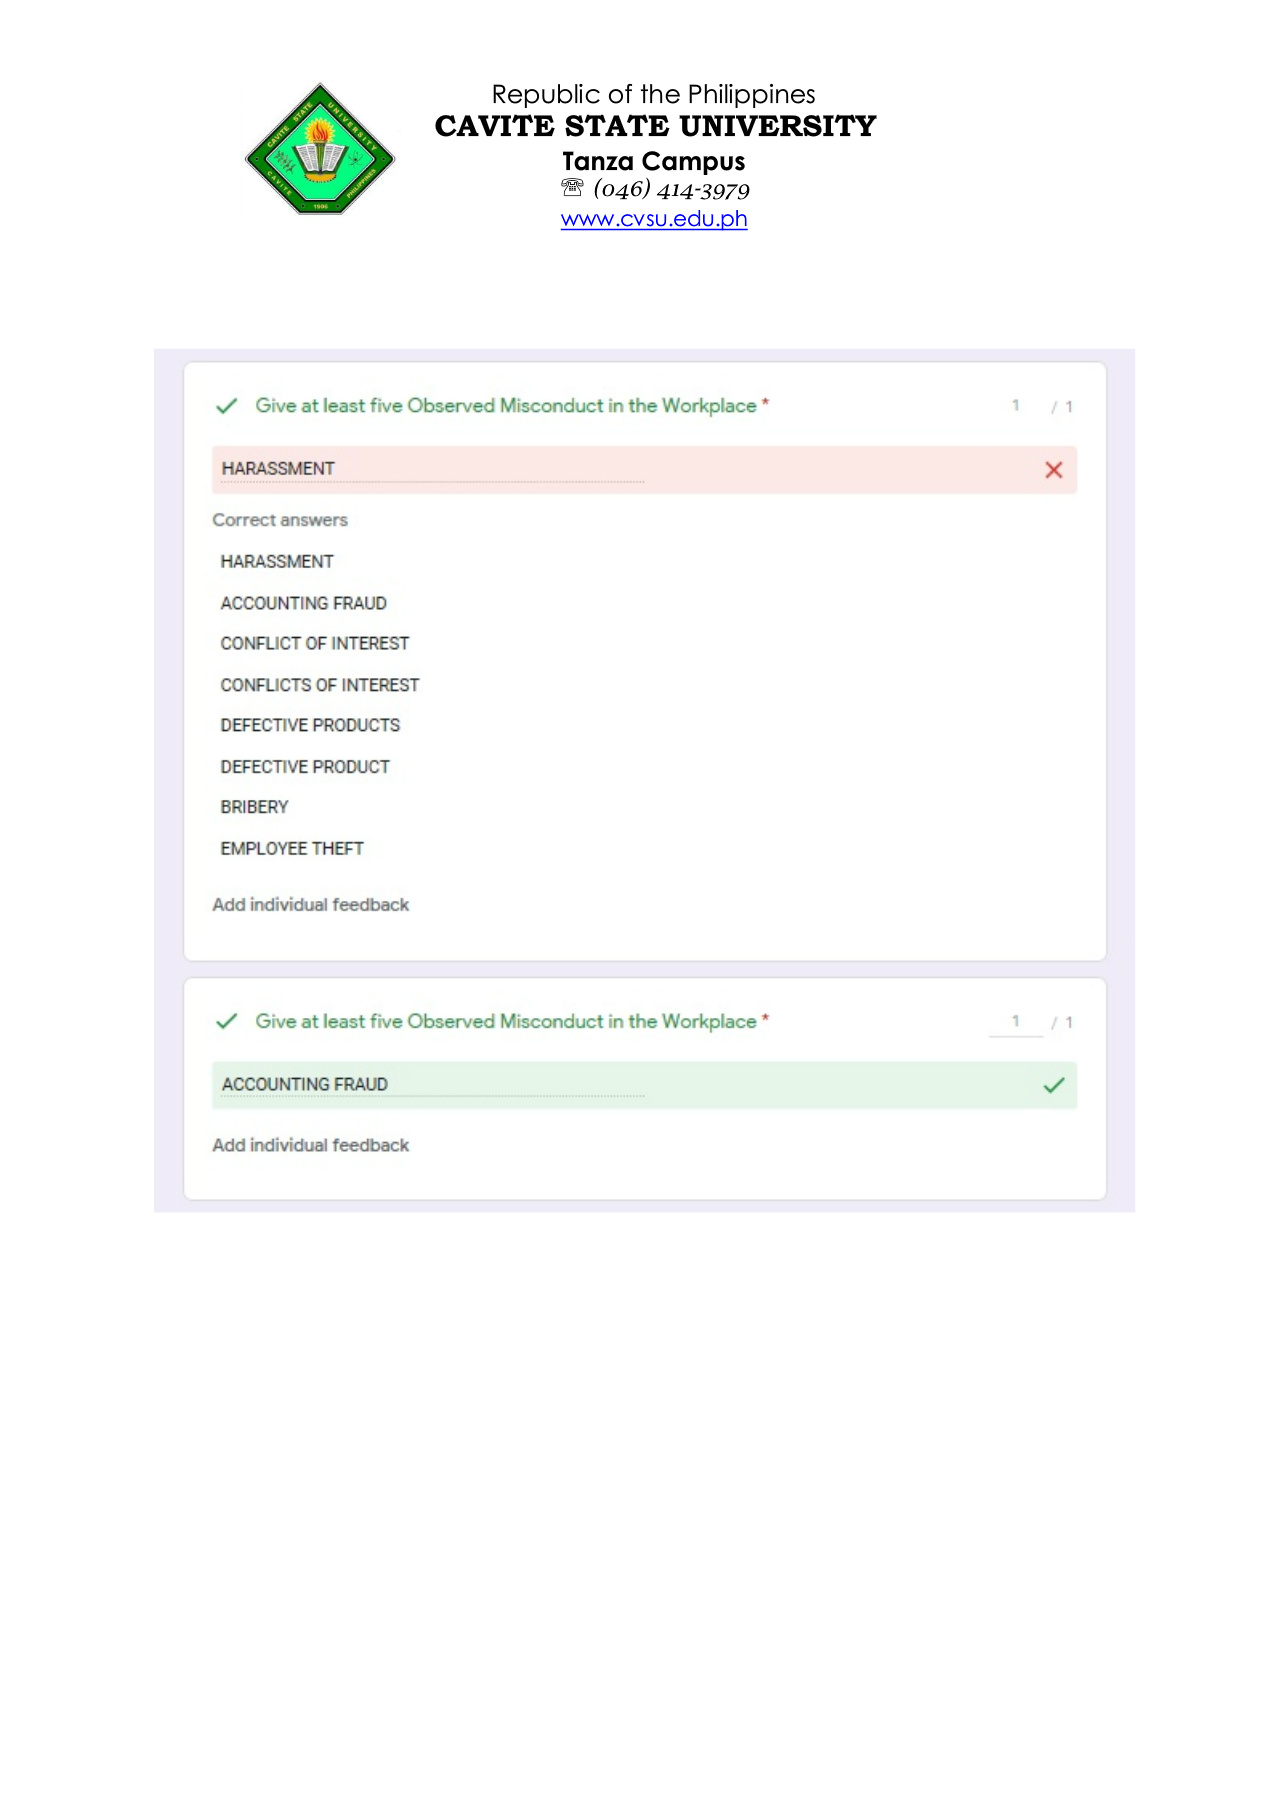 Republic of the Philippines
CAVITE STATE UNIVERSITY
Tanza Campus
☏ (046) 414-3979
www.cvsu.edu.ph
CAVITE STATE UNIVERSITY
CAVITE PHILIPPINES
1906
Give at least five Observed Misconduct in the Workplace * 1 / 1
HARASSMENT
Correct answers
HARASSMENT
ACCOUNTING FRAUD
CONFLICT OF INTEREST
CONFLICTS OF INTEREST
DEFECTIVE PRODUCTS
DEFECTIVE PRODUCT
BRIBERY
EMPLOYEE THEFT
Add individual feedback
Give at least five Observed Misconduct in the Workplace * 1 / 1
ACCOUNTING FRAUD
Add individual feedback